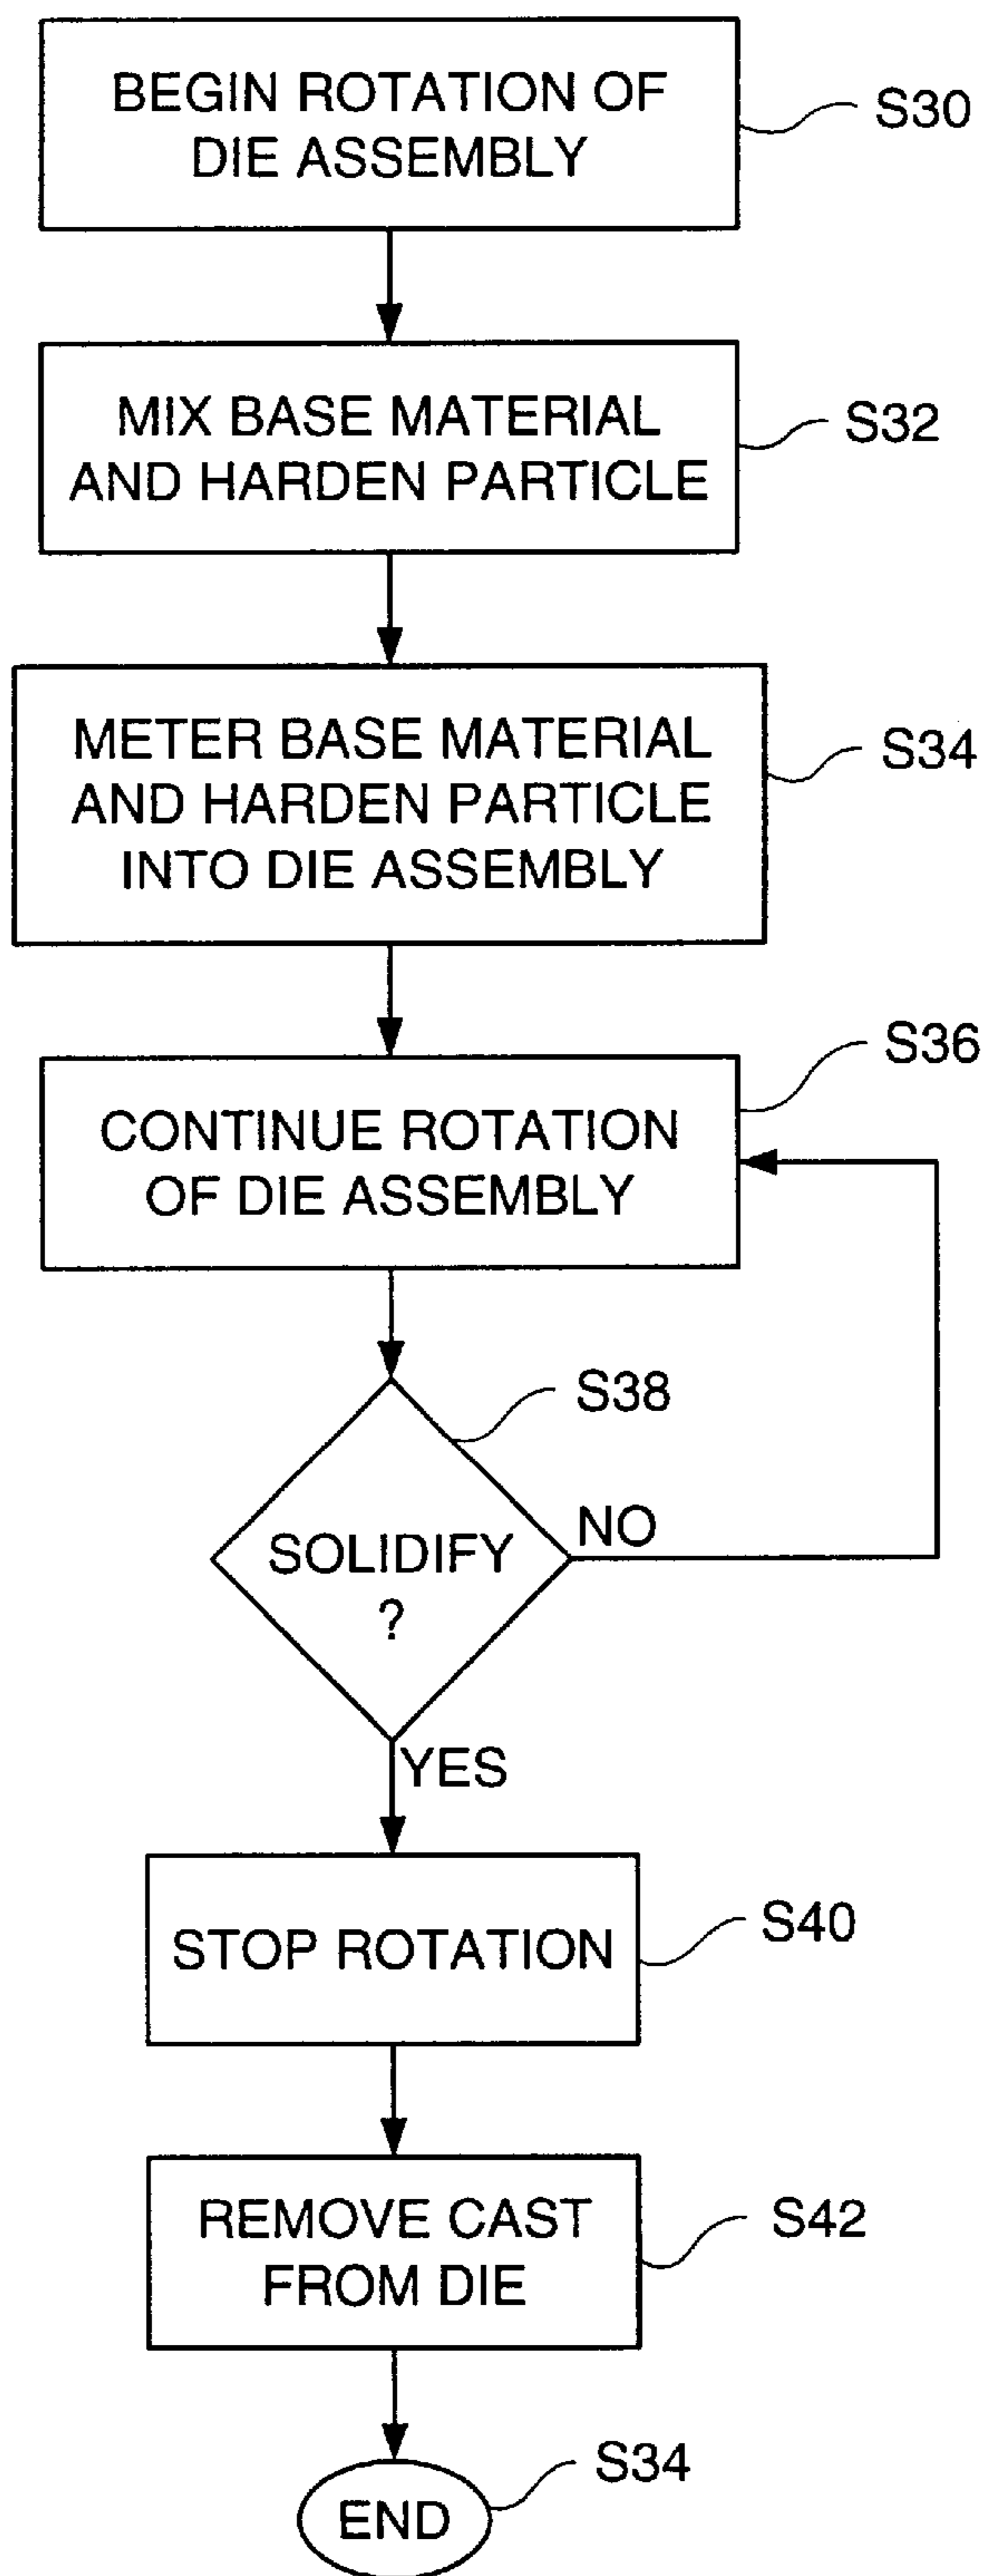 BEGIN ROTATION OF
DIE ASSEMBLY
S30
MIX BASE MATERIAL
AND HARDEN PARTICLE
S32
METER BASE MATERIAL
AND HARDEN PARTICLE
INTO DIE ASSEMBLY
S34
CONTINUE ROTATION
OF DIE ASSEMBLY
S36
SOLIDIFY
?
S38
NO
YES
STOP ROTATION
S40
REMOVE CAST
FROM DIE
S42
END
S34